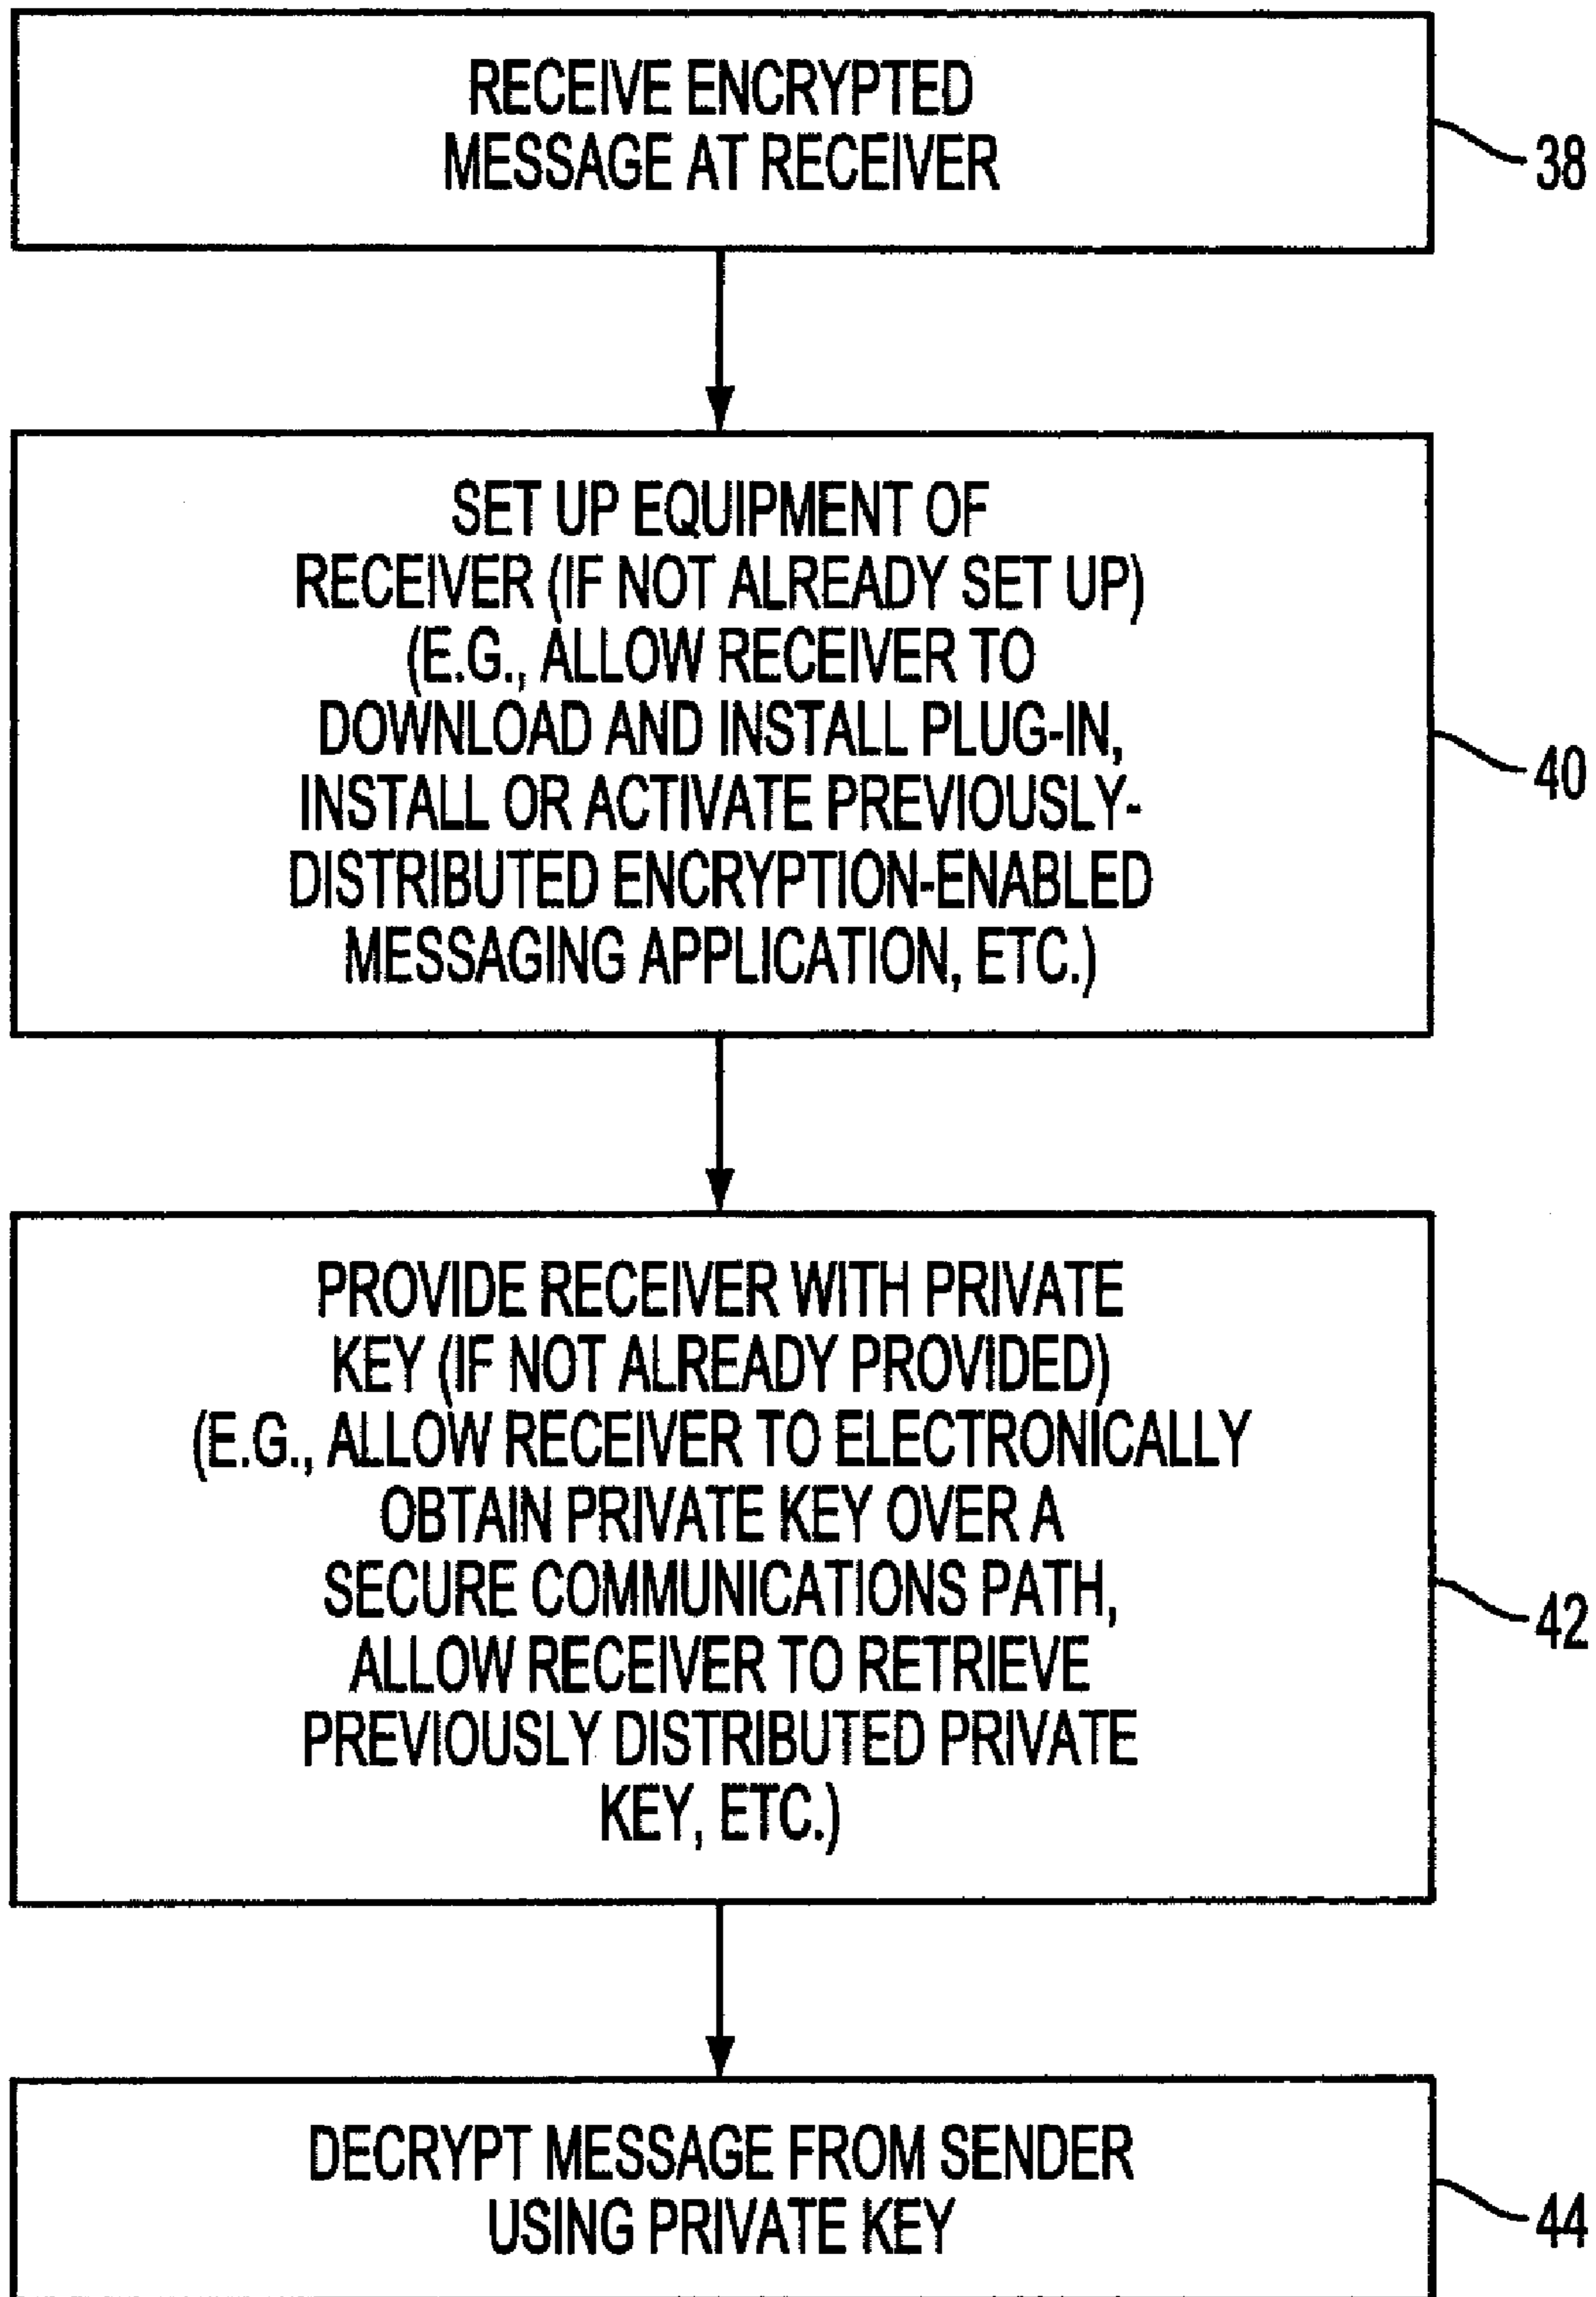 RECEIVE ENCRYPTED
MESSAGE AT RECEIVER
38
SET UP EQUIPMENT OF
RECEIVER (IF NOT ALREADY SET UP)
(E.G., ALLOW RECEIVER TO
DOWNLOAD AND INSTALL PLUG-IN,
INSTALL OR ACTIVATE PREVIOUSLY-
DISTRIBUTED ENCRYPTION-ENABLED
MESSAGING APPLICATION, ETC.)
40
PROVIDE RECEIVER WITH PRIVATE
KEY (IF NOT ALREADY PROVIDED)
(E.G., ALLOW RECEIVER TO ELECTRONICALLY
OBTAIN PRIVATE KEY OVER A
SECURE COMMUNICATIONS PATH,
ALLOW RECEIVER TO RETRIEVE
PREVIOUSLY DISTRIBUTED PRIVATE
KEY, ETC.)
42
DECRYPT MESSAGE FROM SENDER
USING PRIVATE KEY
44